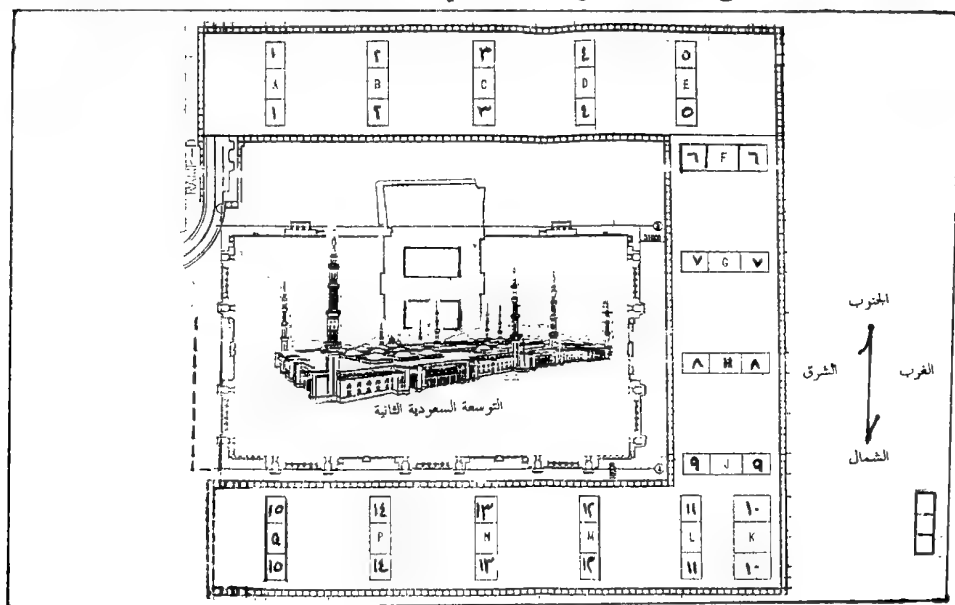 ١ ٢ ٣ ٤ ٥
A B C D E
١ ٢ ٣ ٤ ٥
RAMP
٦ F ٦
٧ G ٧
الجنوب
٨ H ٨
الشرق
الغرب
التوسعة السعودية الثانية
الشمال
٩ J ٩
١٥ ١٤ ١٣ ١٢ ١١ ١٠
Q P N M L K
١٥ ١٤ ١٣ ١٢ ١١ ١٠